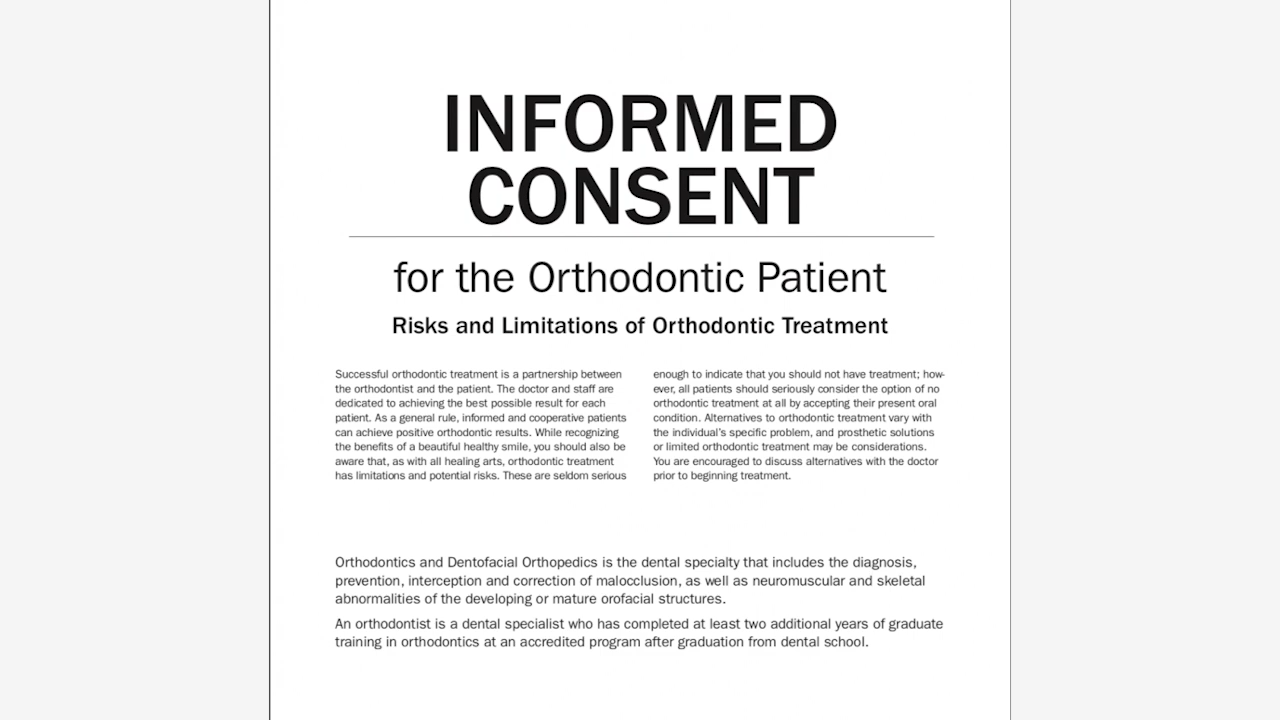 INFORMED
CONSENT
for the Orthodontic Patient
Risks and Limitations of Orthodontic Treatment
Successful orthodontic treatment is a partnership between
the orthodontist and the patient. The doctor and staff are
dedicated to achieving the best possible result for each
patient. As a general rule, informed and cooperative patients
can achieve positive orthodontic results. While recognizing
the benefits of a beautiful healthy smile, you should also be
aware that, as with all healing arts, orthodontic treatment
has limitations and potential risks. These are seldom serious
enough to indicate that you should not have treatment; how-
ever, all patients should seriously consider the option of no
orthodontic treatment at all by accepting their present oral
condition. Alternatives to orthodontic treatment vary with
the individual's specific problem, and prosthetic solutions
or limited orthodontic treatment may be considerations.
You are encouraged to discuss alternatives with the doctor
prior to beginning treatment.
Orthodontics and Dentofacial Orthopedics is the dental specialty that includes the diagnosis,
prevention, interception and correction of malocclusion, as well as neuromuscular and skeletal
abnormalities of the developing or mature orofacial structures.
An orthodontist is a dental specialist who has completed at least two additional years of graduate
training in orthodontics at an accredited program after graduation from dental school.